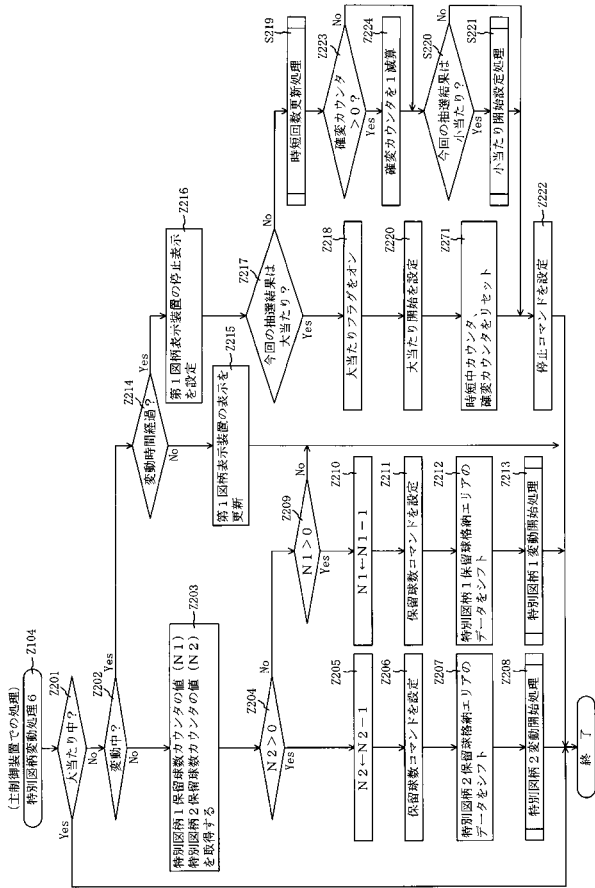 (主制御装置での処理)
特別図柄変動処理6
Z104
大当たり中?
Z201
Yes
No
変動中?
Z202
Yes
No
特別図柄1保留球数カウンタの値(N1)
特別図柄2保留球数カウンタの値(N2)
を取得する
Z203
N2>0
Z204
No
Yes
N2←N2-1
Z205
保留球数コマンドを設定
Z206
特別図柄2保留球格納エリアの
データをシフト
Z207
特別図柄2変動開始処理
Z208
N1>0
Z209
No
Yes
N1←N1-1
Z210
保留球数コマンドを設定
Z211
特別図柄1保留球格納エリアの
データをシフト
Z212
特別図柄1変動開始処理
Z213
変動時間経過?
Z214
Yes
No
第1図柄表示装置の表示を
更新
Z215
第1図柄表示装置の停止表示
を設定
Z216
今回の抽選結果は
大当たり?
Z217
No
Yes
大当たりフラグをオン
Z218
大当たり開始を設定
Z220
時短中カウンタ、
確変カウンタをリセット
Z271
停止コマンドを設定
Z222
時短回数更新処理
S219
確変カウンタ
>0?
Z223
No
Yes
確変カウンタを1減算
Z224
今回の抽選結果は
小当たり?
S220
No
Yes
小当たり開始設定処理
S221
終了